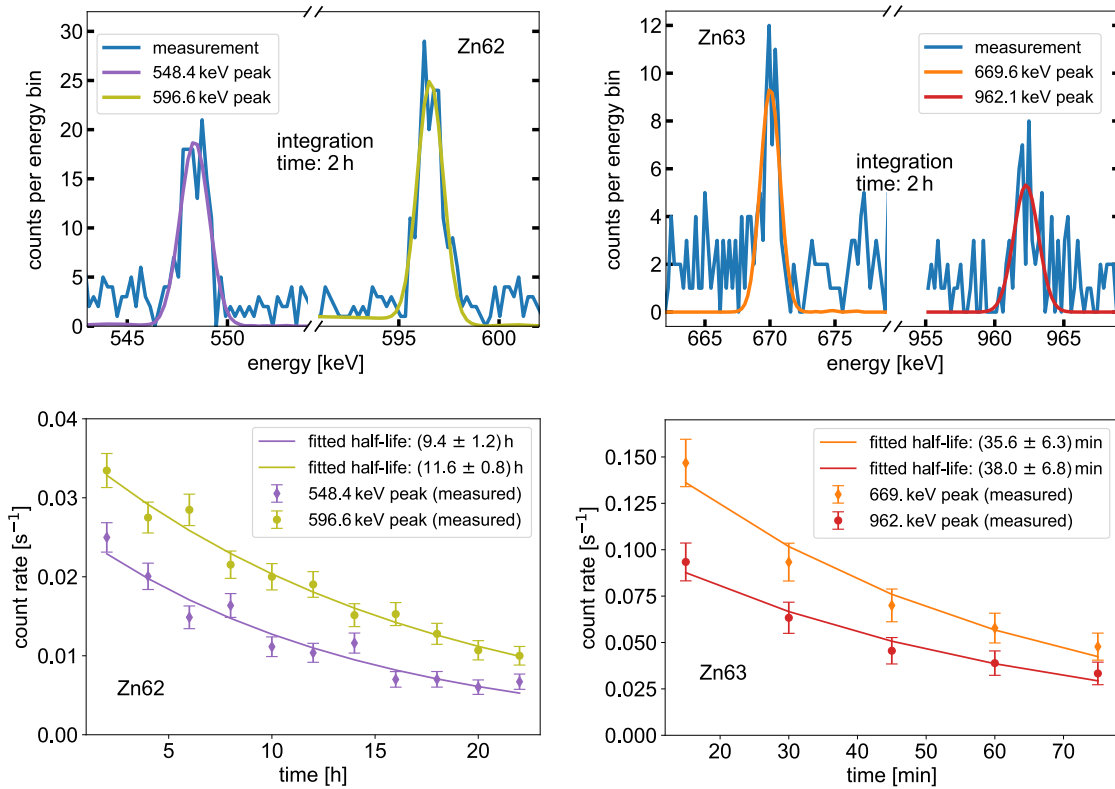 Zn62
measurement
548.4 keV peak
596.6 keV peak
integration
time: 2 h
counts per energy bin
0
5
10
15
20
25
30
545
550
595
600
energy [keV]
Zn63
measurement
669.6 keV peak
962.1 keV peak
integration
time: 2 h
counts per energy bin
0
2
4
6
8
10
12
665
670
675
955
960
965
energy [keV]
fitted half-life: (9.4 ± 1.2) h
fitted half-life: (11.6 ± 0.8) h
548.4 keV peak (measured)
596.6 keV peak (measured)
Zn62
count rate [s⁻¹]
0.00
0.01
0.02
0.03
0.04
5
10
15
20
time [h]
fitted half-life: (35.6 ± 6.3) min
fitted half-life: (38.0 ± 6.8) min
669. keV peak (measured)
962. keV peak (measured)
Zn63
count rate [s⁻¹]
0.000
0.025
0.050
0.075
0.100
0.125
0.150
20
30
40
50
60
70
time [min]